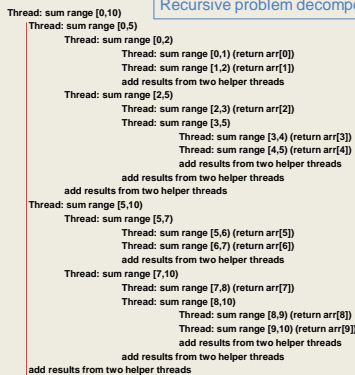 Recursive problem decompo
Thread: sum range [0,10)
Thread: sum range [0,5)
Thread: sum range [0,2)
Thread: sum range [0,1) (return arr[0])
Thread: sum range [1,2) (return arr[1])
add results from two helper threads
Thread: sum range [2,5)
Thread: sum range [2,3) (return arr[2])
Thread: sum range [3,5)
Thread: sum range [3,4) (return arr[3])
Thread: sum range [4,5) (return arr[4])
add results from two helper threads
add results from two helper threads
add results from two helper threads
Thread: sum range [5,10)
Thread: sum range [5,7)
Thread: sum range [5,6) (return arr[5])
Thread: sum range [6,7) (return arr[6])
add results from two helper threads
Thread: sum range [7,10)
Thread: sum range [7,8) (return arr[7])
Thread: sum range [8,10)
Thread: sum range [8,9) (return arr[8])
Thread: sum range [9,10) (return arr[9])
add results from two helper threads
add results from two helper threads
add results from two helper threads